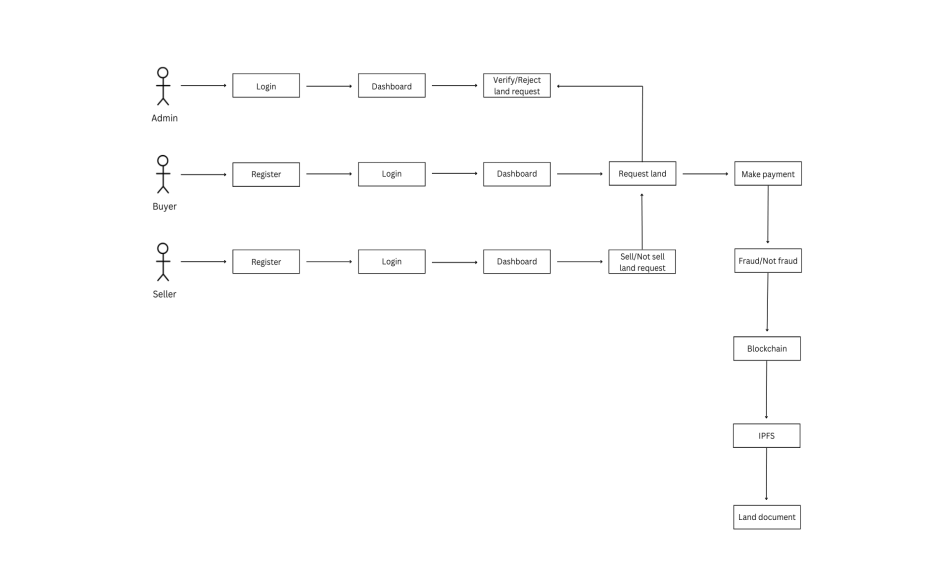 Login
Dashboard
Verify/Reject
land request
Admin
Register
Login
Dashboard
Request land
Make payment
Buyer
Register
Login
Dashboard
Sell/Not sell
land request
Fraud/Not fraud
Seller
Blockchain
IPFS
Land document